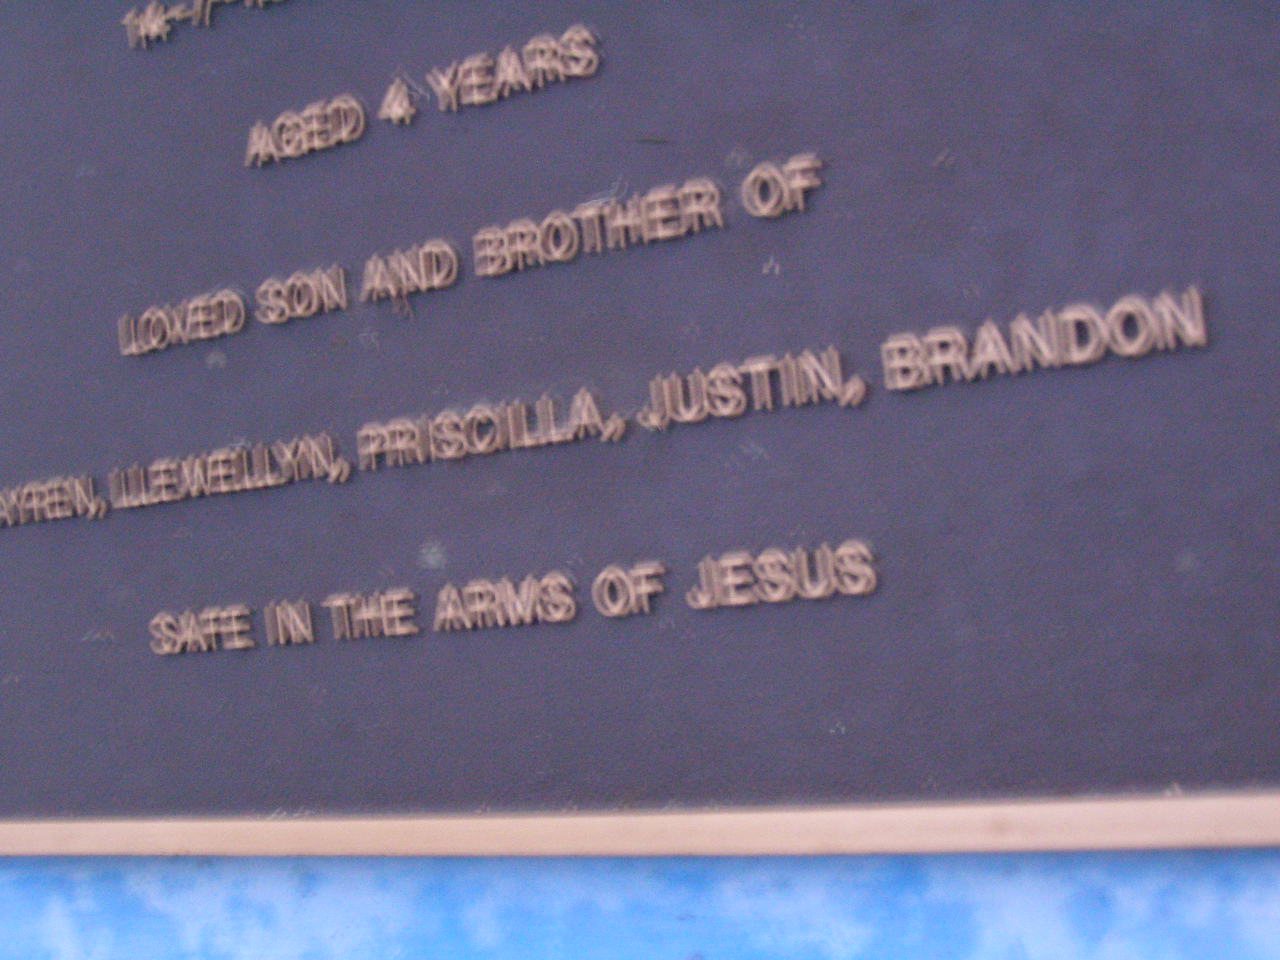 AGED 4 YEARS
LOVED SON AND BROTHER OF
LLEWELLYN, PRISCILLA, JUSTIN, BRANDON
SAFE IN THE ARMS OF JESUS